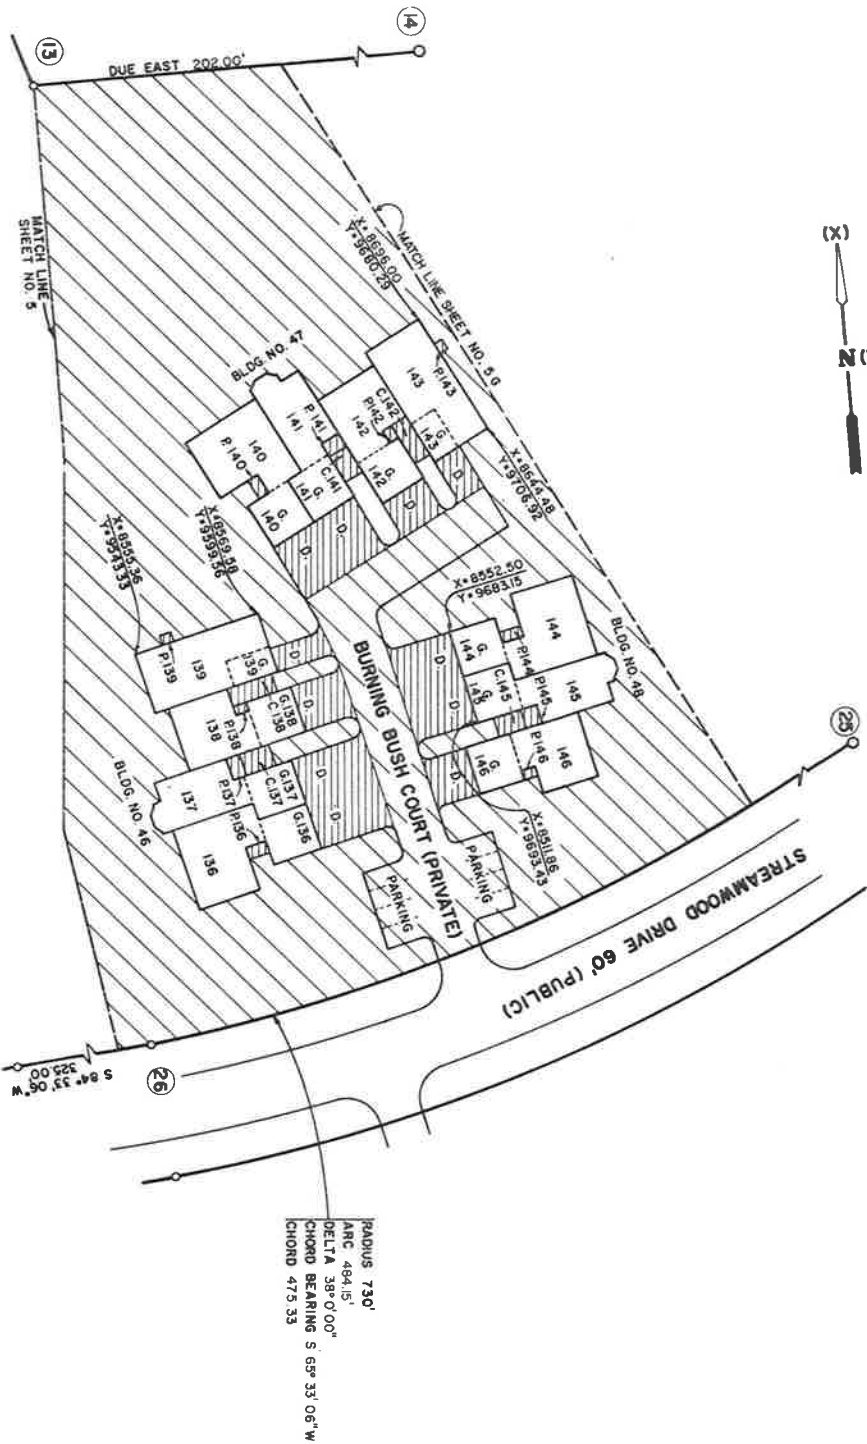 14
13
DUE EAST 202.00'
MATCH LINE
SHEET NO. 5
MATCH LINE SHEET NO. 5G
X=8696.00
Y=9680.29
(X)
N
BLDG. NO. 47
143
P.143
G.
143
C.142
P.142
142
G.
142
P.141
141
C.141
G.
141
140
P.140
G.
140
D.
D.
D.
D.
X=8644.48
Y=9706.92
X=8569.58
Y=9599.36
X=8555.36
Y=9543.33
X=8552.50
Y=9683.15
X=8511.86
Y=9693.43
BLDG. NO. 48
144
P.144
G.
144
145
P.145
C.145
G.
145
146
P.146
G.
146
D.
D.
D.
BURNING BUSH COURT (PRIVATE)
139
P.139
G.
139
138
P.138
G.138
C.138
137
P.137
G.137
C.137
136
P.136
G.136
D.
D.
D.
D.
BLDG. NO. 46
PARKING
PARKING
25
STREAMWOOD DRIVE 60' (PUBLIC)
26
S 84° 33' 06" W
325.00'
RADIUS 730'
ARC 484.15'
DELTA 38° 0' 00"
CHORD BEARING S 65° 33' 06" W
CHORD 475.33